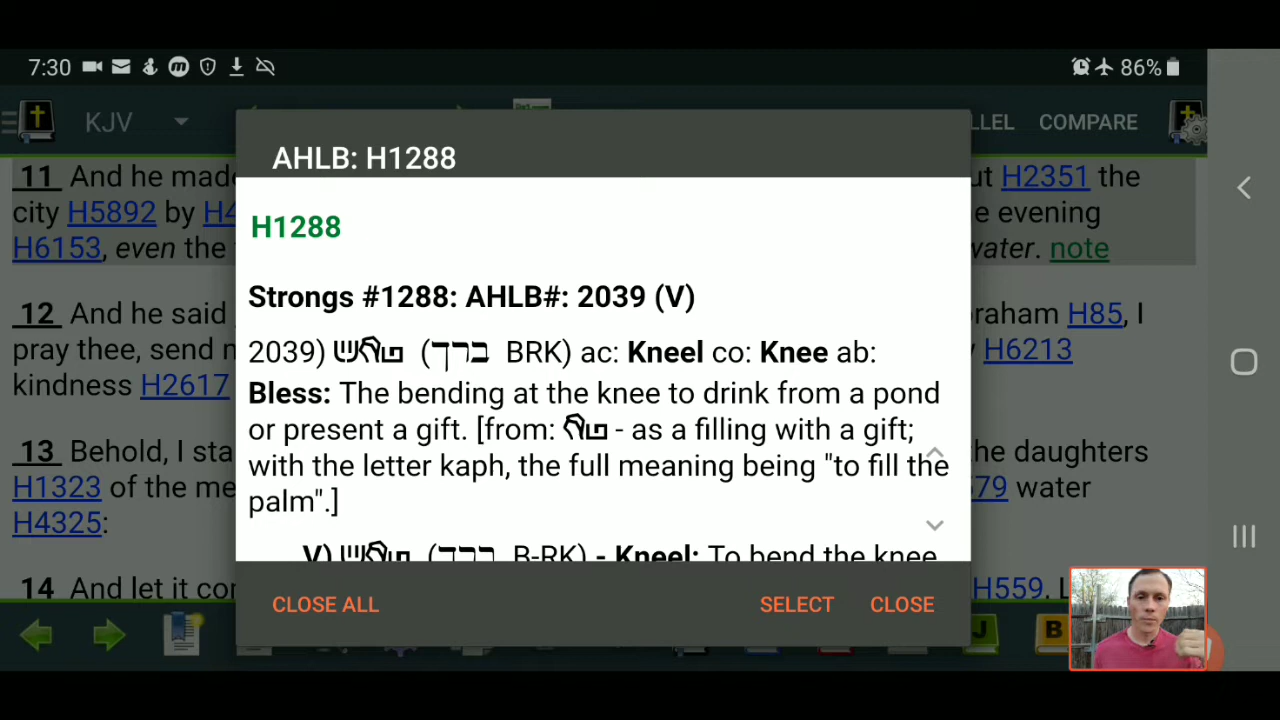 7:30 86%
KJV LLEL COMPARE
AHLB: H1288
11 And he made ut H2351 the
city H5892 by H4 e evening
H6153, even the water. note
12 And he said raham H85, I
pray thee, send H6213
kindness H2617
13 Behold, I sta he daughters
H1323 of the me 79 water
H4325:
14 And let it H559.
H1288
Strongs #1288: AHLB#: 2039 (V)
2039) (ברך BRK) ac: Kneel co: Knee ab:
Bless: The bending at the knee to drink from a pond
or present a gift. [from: - as a filling with a gift;
with the letter kaph, the full meaning being "to fill the
palm".]
V) (ברך B-RK) - Kneel: To bend the knee
CLOSE ALL SELECT CLOSE
J B